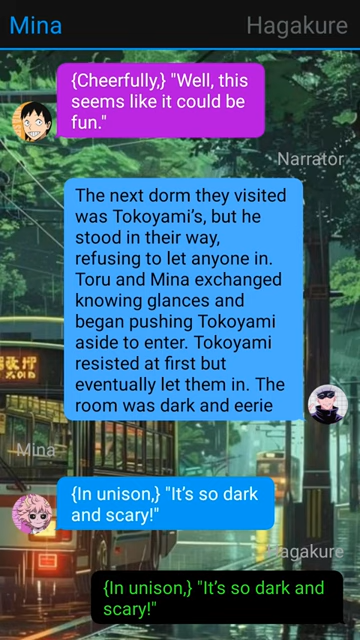 Mina
Hagakure
{Cheerfully,} "Well, this
seems like it could be
fun."
Narrator
The next dorm they visited
was Tokoyami’s, but he
stood in their way,
refusing to let anyone in.
Toru and Mina exchanged
knowing glances and
began pushing Tokoyami
aside to enter. Tokoyami
resisted at first but
eventually let them in. The
room was dark and eerie
Mina
{In unison,} "It’s so dark
and scary!"
Hagakure
{In unison,} "It’s so dark and
scary!"